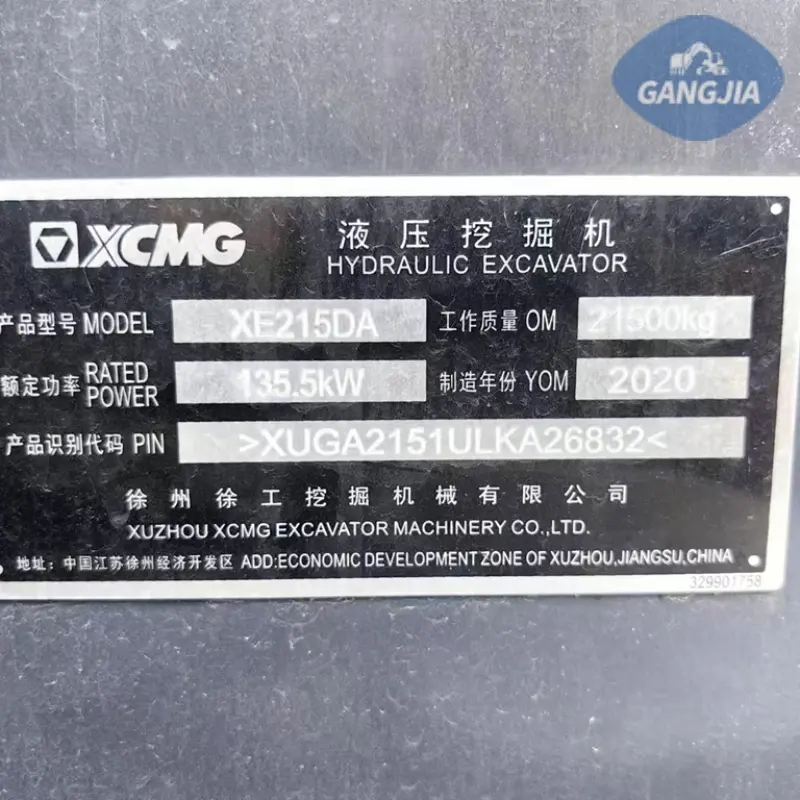 GANGJIA
XCMG 液压挖掘机
HYDRAULIC EXCAVATOR
产品型号 MODEL XE215DA 工作质量 OM 21500kg
额定功率 RATED POWER 135.5kW 制造年份 YOM 2020
产品识别代码 PIN >XUGA2151ULKA26832<
徐州徐工挖掘机械有限公司
XUZHOU XCMG EXCAVATOR MACHINERY CO.,LTD.
地址: 中国江苏徐州经济开发区 ADD:ECONOMIC DEVELOPMENT ZONE OF XUZHOU,JIANGSU,CHINA
329901758